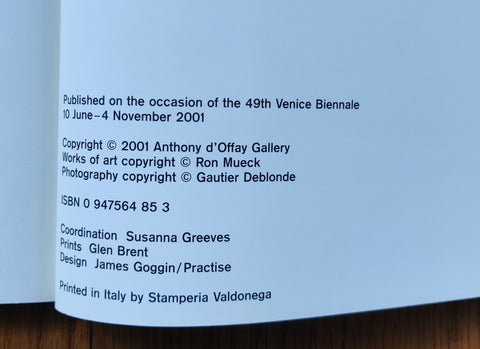 Published on the occasion of the 49th Venice Biennale
10 June–4 November 2001
Copyright © 2001 Anthony d'Offay Gallery
Works of art copyright © Ron Mueck
Photography copyright © Gautier Deblonde
ISBN 0 947564 85 3
Coordination Susanna Greeves
Prints Glen Brent
Design James Goggin/Practise
Printed in Italy by Stamperia Valdonega